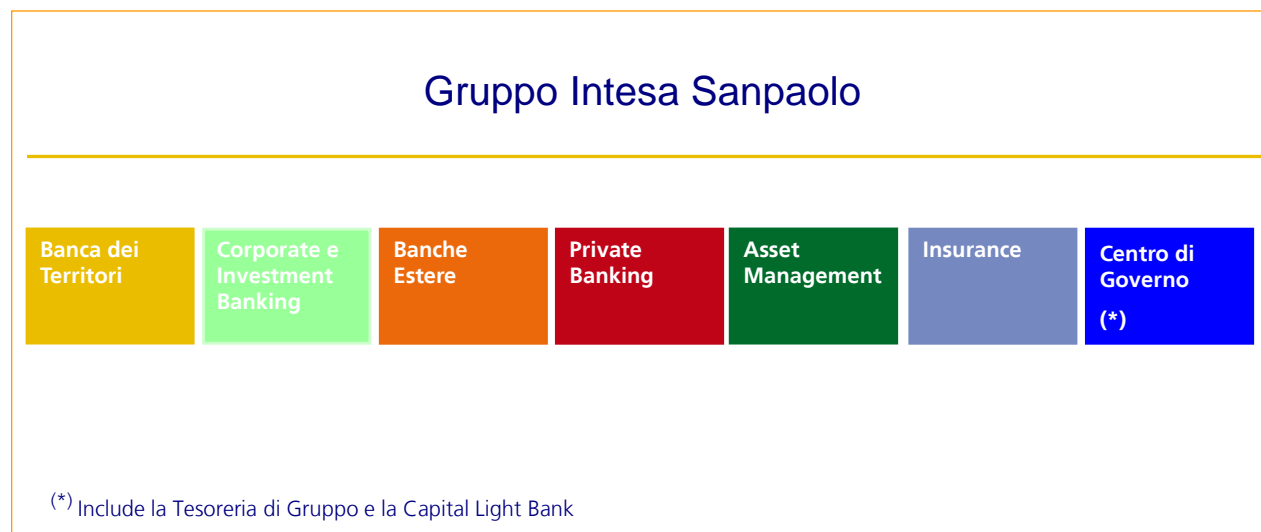 Gruppo Intesa Sanpaolo
Banca dei
Territori
Corporate e
Investment
Banking
Banche
Estere
Private
Banking
Asset
Management
Insurance
Centro di
Governo
(*)
(*) Include la Tesoreria di Gruppo e la Capital Light Bank